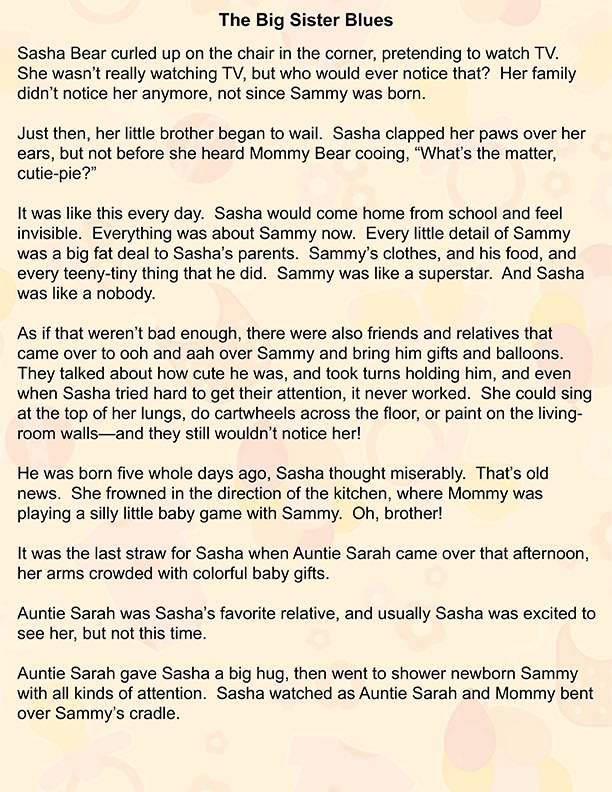 The Big Sister Blues
Sasha Bear curled up on the chair in the corner, pretending to watch TV.
She wasn’t really watching TV, but who would ever notice that?  Her family
didn’t notice her anymore, not since Sammy was born.
Just then, her little brother began to wail.  Sasha clapped her paws over her
ears, but not before she heard Mommy Bear cooing, “What’s the matter,
cutie-pie?”
It was like this every day.  Sasha would come home from school and feel
invisible.  Everything was about Sammy now.  Every little detail of Sammy
was a big fat deal to Sasha’s parents.  Sammy’s clothes, and his food, and
every teeny-tiny thing that he did.  Sammy was like a superstar.  And Sasha
was like a nobody.
As if that weren’t bad enough, there were also friends and relatives that
came over to ooh and aah over Sammy and bring him gifts and balloons.
They talked about how cute he was, and took turns holding him, and even
when Sasha tried hard to get their attention, it never worked.  She could sing
at the top of her lungs, do cartwheels across the floor, or paint on the living-
room walls—and they still wouldn’t notice her!
He was born five whole days ago, Sasha thought miserably.  That’s old
news.  She frowned in the direction of the kitchen, where Mommy was
playing a silly little baby game with Sammy.  Oh, brother!
It was the last straw for Sasha when Auntie Sarah came over that afternoon,
her arms crowded with colorful baby gifts.
Auntie Sarah was Sasha’s favorite relative, and usually Sasha was excited to
see her, but not this time.
Auntie Sarah gave Sasha a big hug, then went to shower newborn Sammy
with all kinds of attention.  Sasha watched as Auntie Sarah and Mommy bent
over Sammy’s cradle.